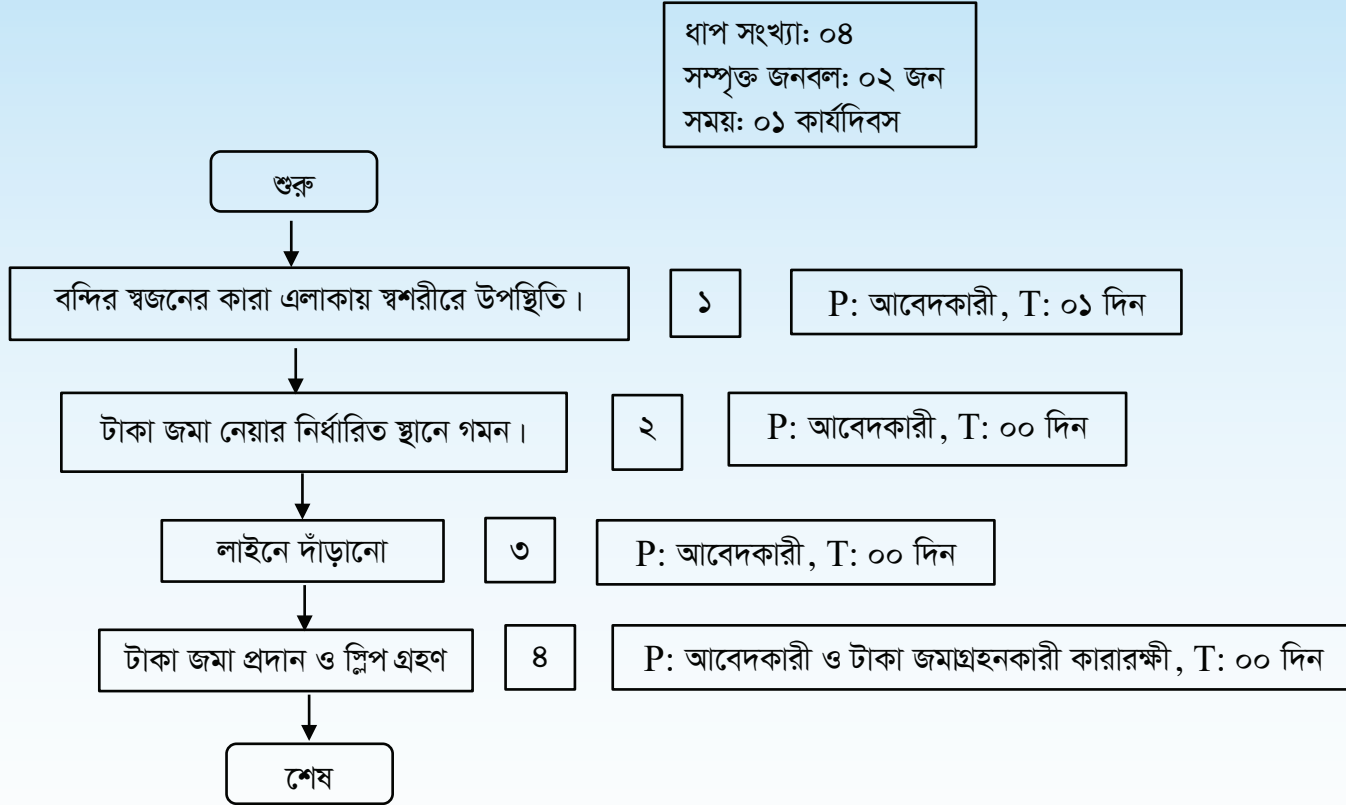 ধাপ সংখ্যা: ০৪
সম্পৃক্ত জনবল: ০২ জন
সময়: ০১ কার্যদিবস
শুরু
বন্দির স্বজনের কারা এলাকায় স্বশরীরে উপস্থিতি। ১ P: আবেদকারী, T: ০১ দিন
টাকা জমা নেয়ার নির্ধারিত স্থানে গমন। ২ P: আবেদকারী, T: ০০ দিন
লাইনে দাঁড়ানো ৩ P: আবেদকারী, T: ০০ দিন
টাকা জমা প্রদান ও স্লিপ গ্রহণ ৪ P: আবেদকারী ও টাকা জমাগ্রহনকারী কারারক্ষী, T: ০০ দিন
শেষ